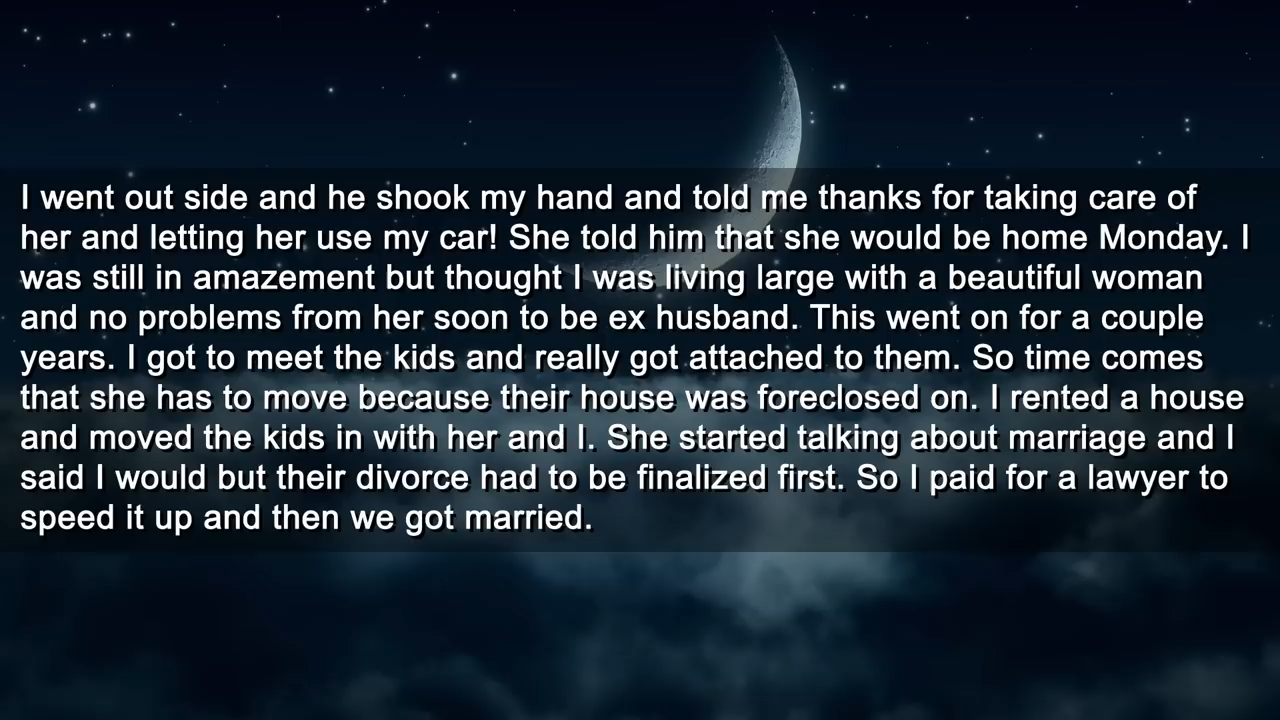 I went out side and he shook my hand and told me thanks for taking care of
her and letting her use my car! She told him that she would be home Monday. I
was still in amazement but thought I was living large with a beautiful woman
and no problems from her soon to be ex husband. This went on for a couple
years. I got to meet the kids and really got attached to them. So time comes
that she has to move because their house was foreclosed on. I rented a house
and moved the kids in with her and I. She started talking about marriage and I
said I would but their divorce had to be finalized first. So I paid for a lawyer to
speed it up and then we got married.